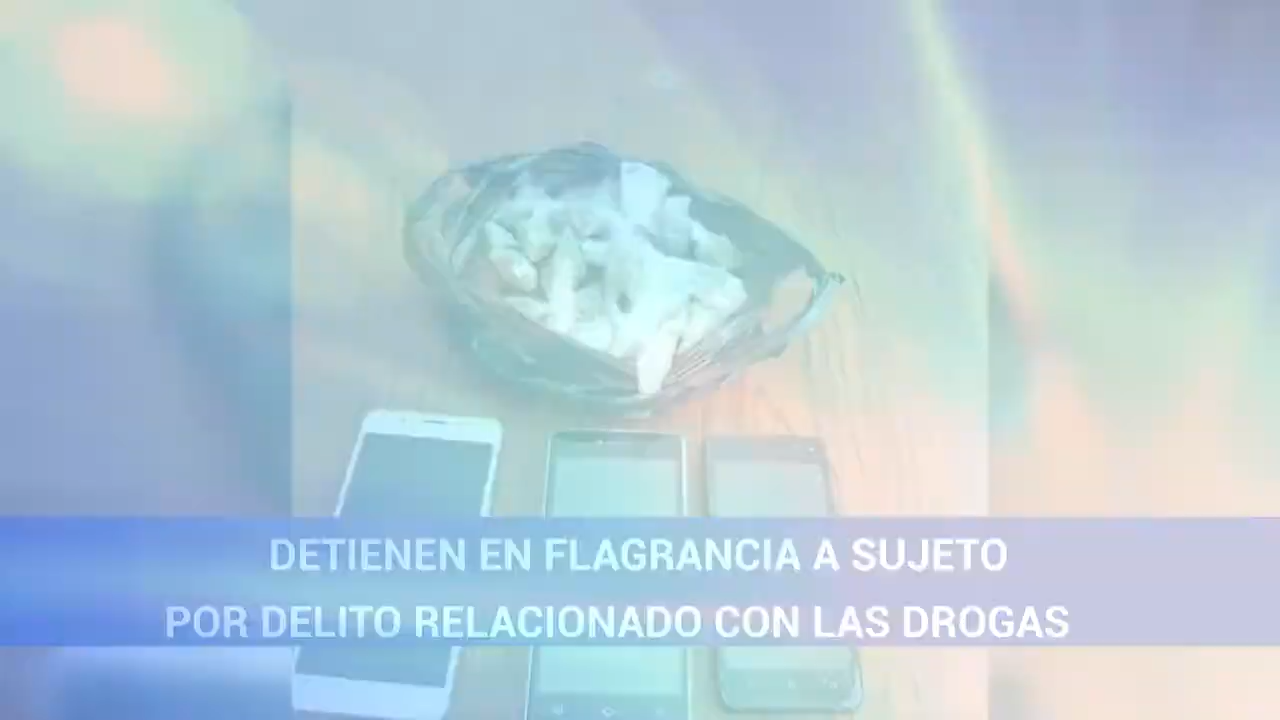 DETIENEN EN FLAGRANCIA A SUJETO
POR DELITO RELACIONADO CON LAS DROGAS